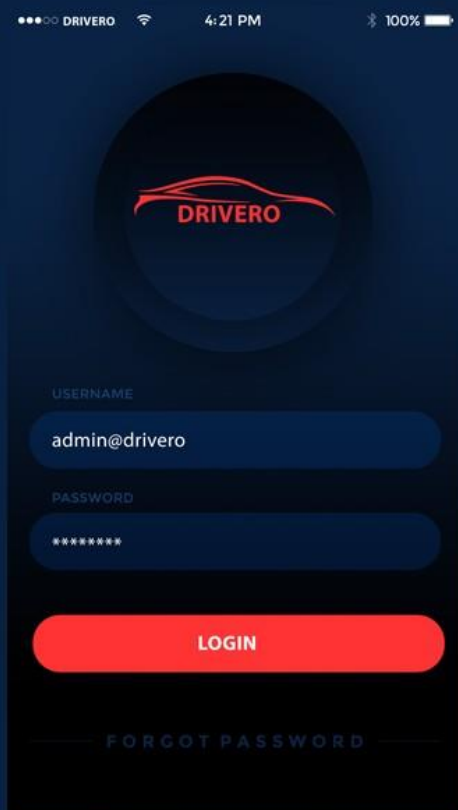 DRIVERO 4:21 PM 100%
DRIVERO
USERNAME
admin@drivero
PASSWORD
********
LOGIN
FORGOT PASSWORD